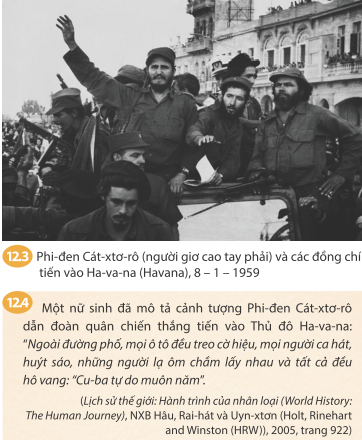 12.3 Phi-đen Cát-xtơ-rô (người giơ cao tay phải) và các đồng chí
tiến vào Ha-va-na (Havana), 8 – 1 – 1959
12.4
Một nữ sinh đã mô tả cảnh tượng Phi-đen Cát-xtơ-rô
dẫn đoàn quân chiến thắng tiến vào Thủ đô Ha-va-na:
“Ngoài đường phố, mọi ô tô đều treo cờ hiệu, mọi người ca hát,
huýt sáo, những người lạ ôm chầm lấy nhau và tất cả đều
hô vang: “Cu-ba tự do muôn năm”.
(Lịch sử thế giới: Hành trình của nhân loại (World History:
The Human Journey), NXB Hâu, Rai-hát và Uyn-xtơn (Holt, Rinehart
and Winston (HRW)), 2005, trang 922)